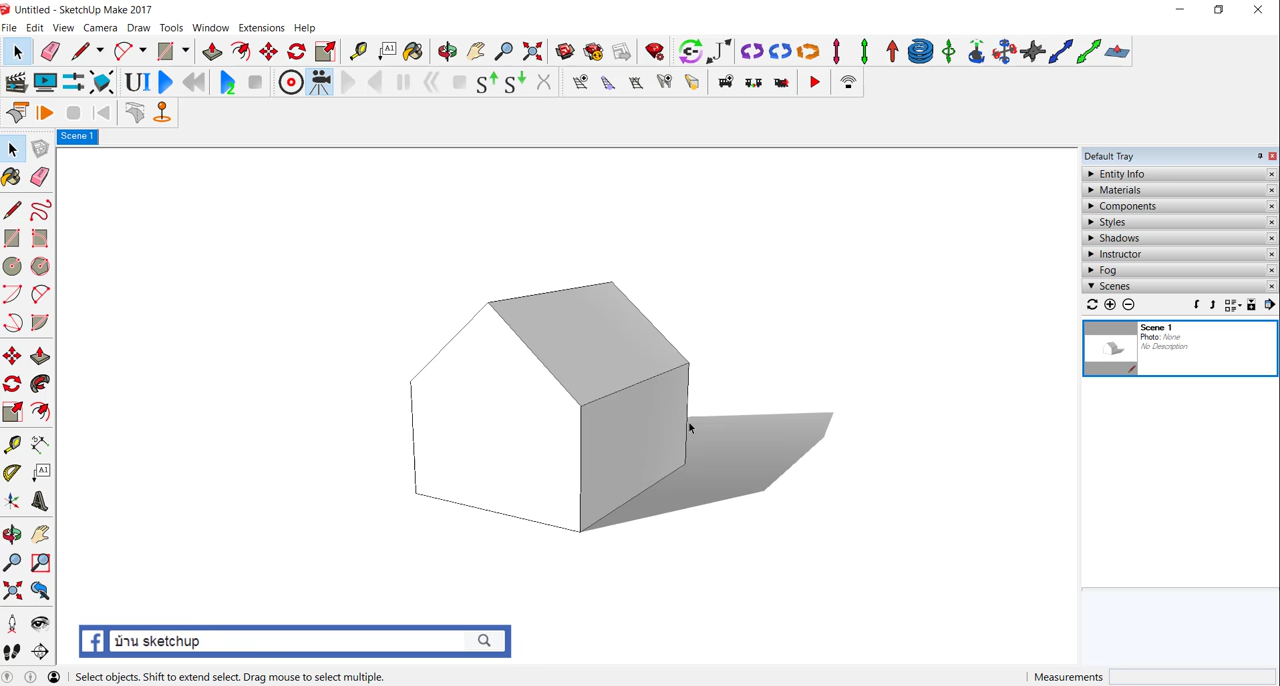 Untitled - SketchUp Make 2017
File Edit View Camera Draw Tools Window Extensions Help
UI
Scene 1
Default Tray
Entity Info
Materials
Components
Styles
Shadows
Instructor
Fog
Scenes
Scene 1
Photo: None
No Description
บ้าน sketchup
Select objects. Shift to extend select. Drag mouse to select multiple.
Measurements